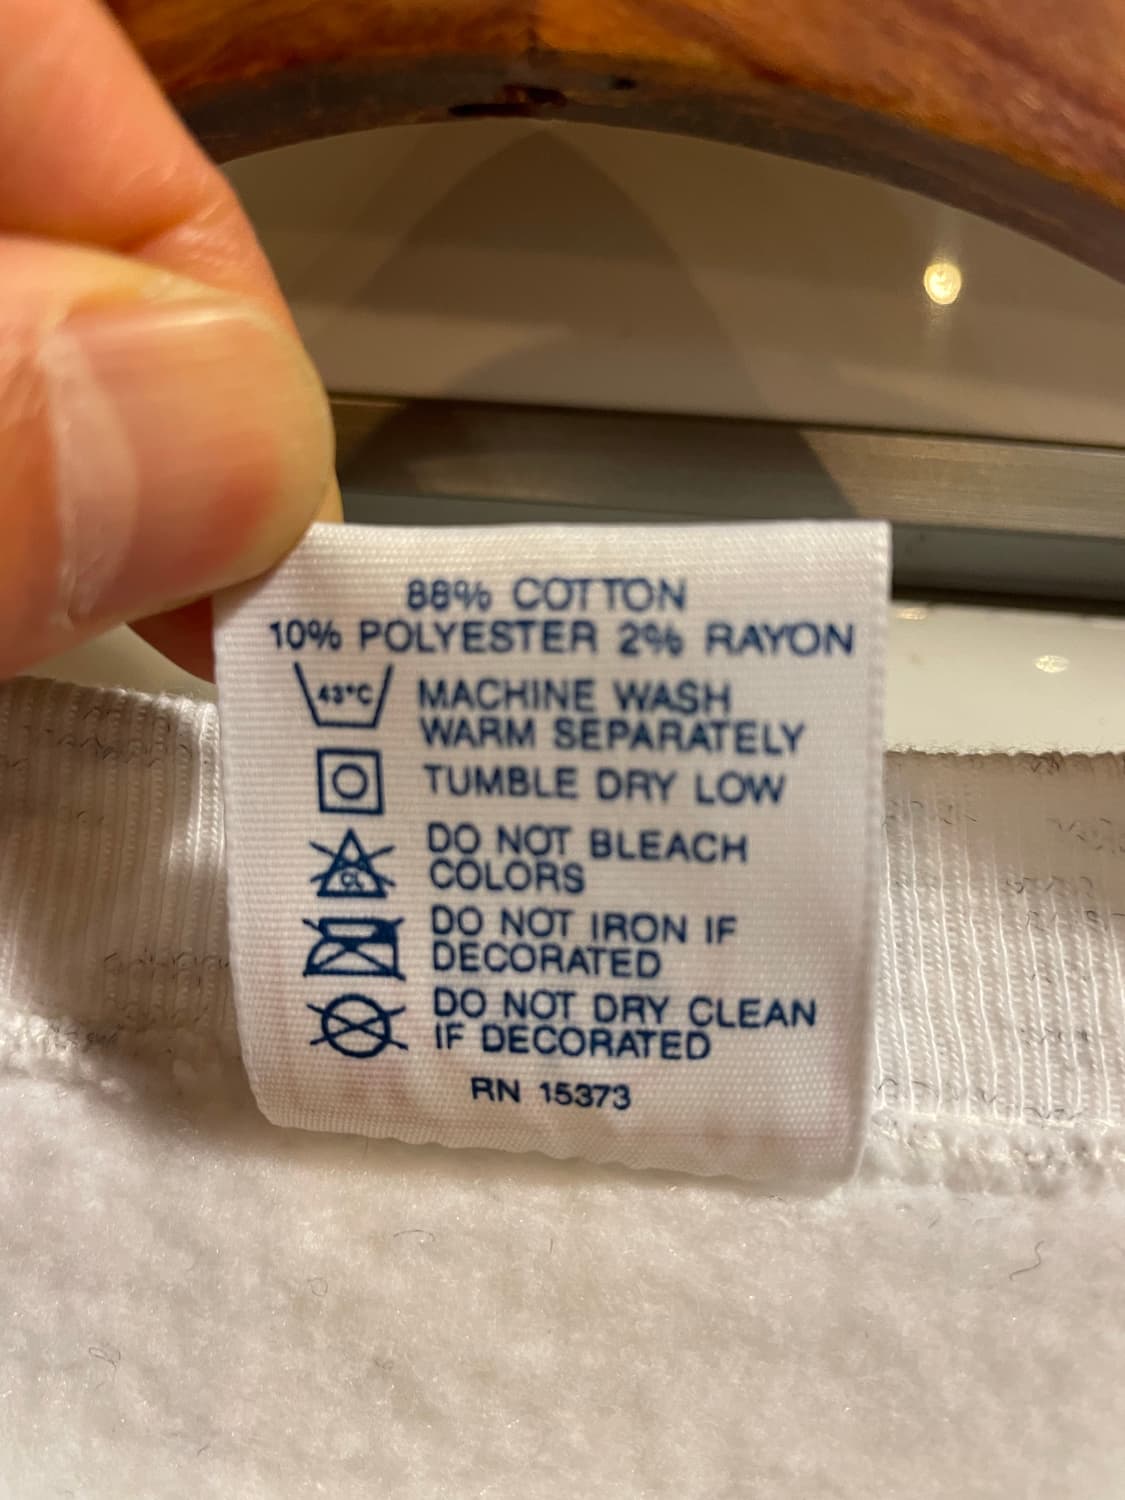 88% COTTON
10% POLYESTER 2% RAYON
43°C MACHINE WASH
WARM SEPARATELY
TUMBLE DRY LOW
DO NOT BLEACH
CL COLORS
DO NOT IRON IF
DECORATED
DO NOT DRY CLEAN
IF DECORATED
RN 15373